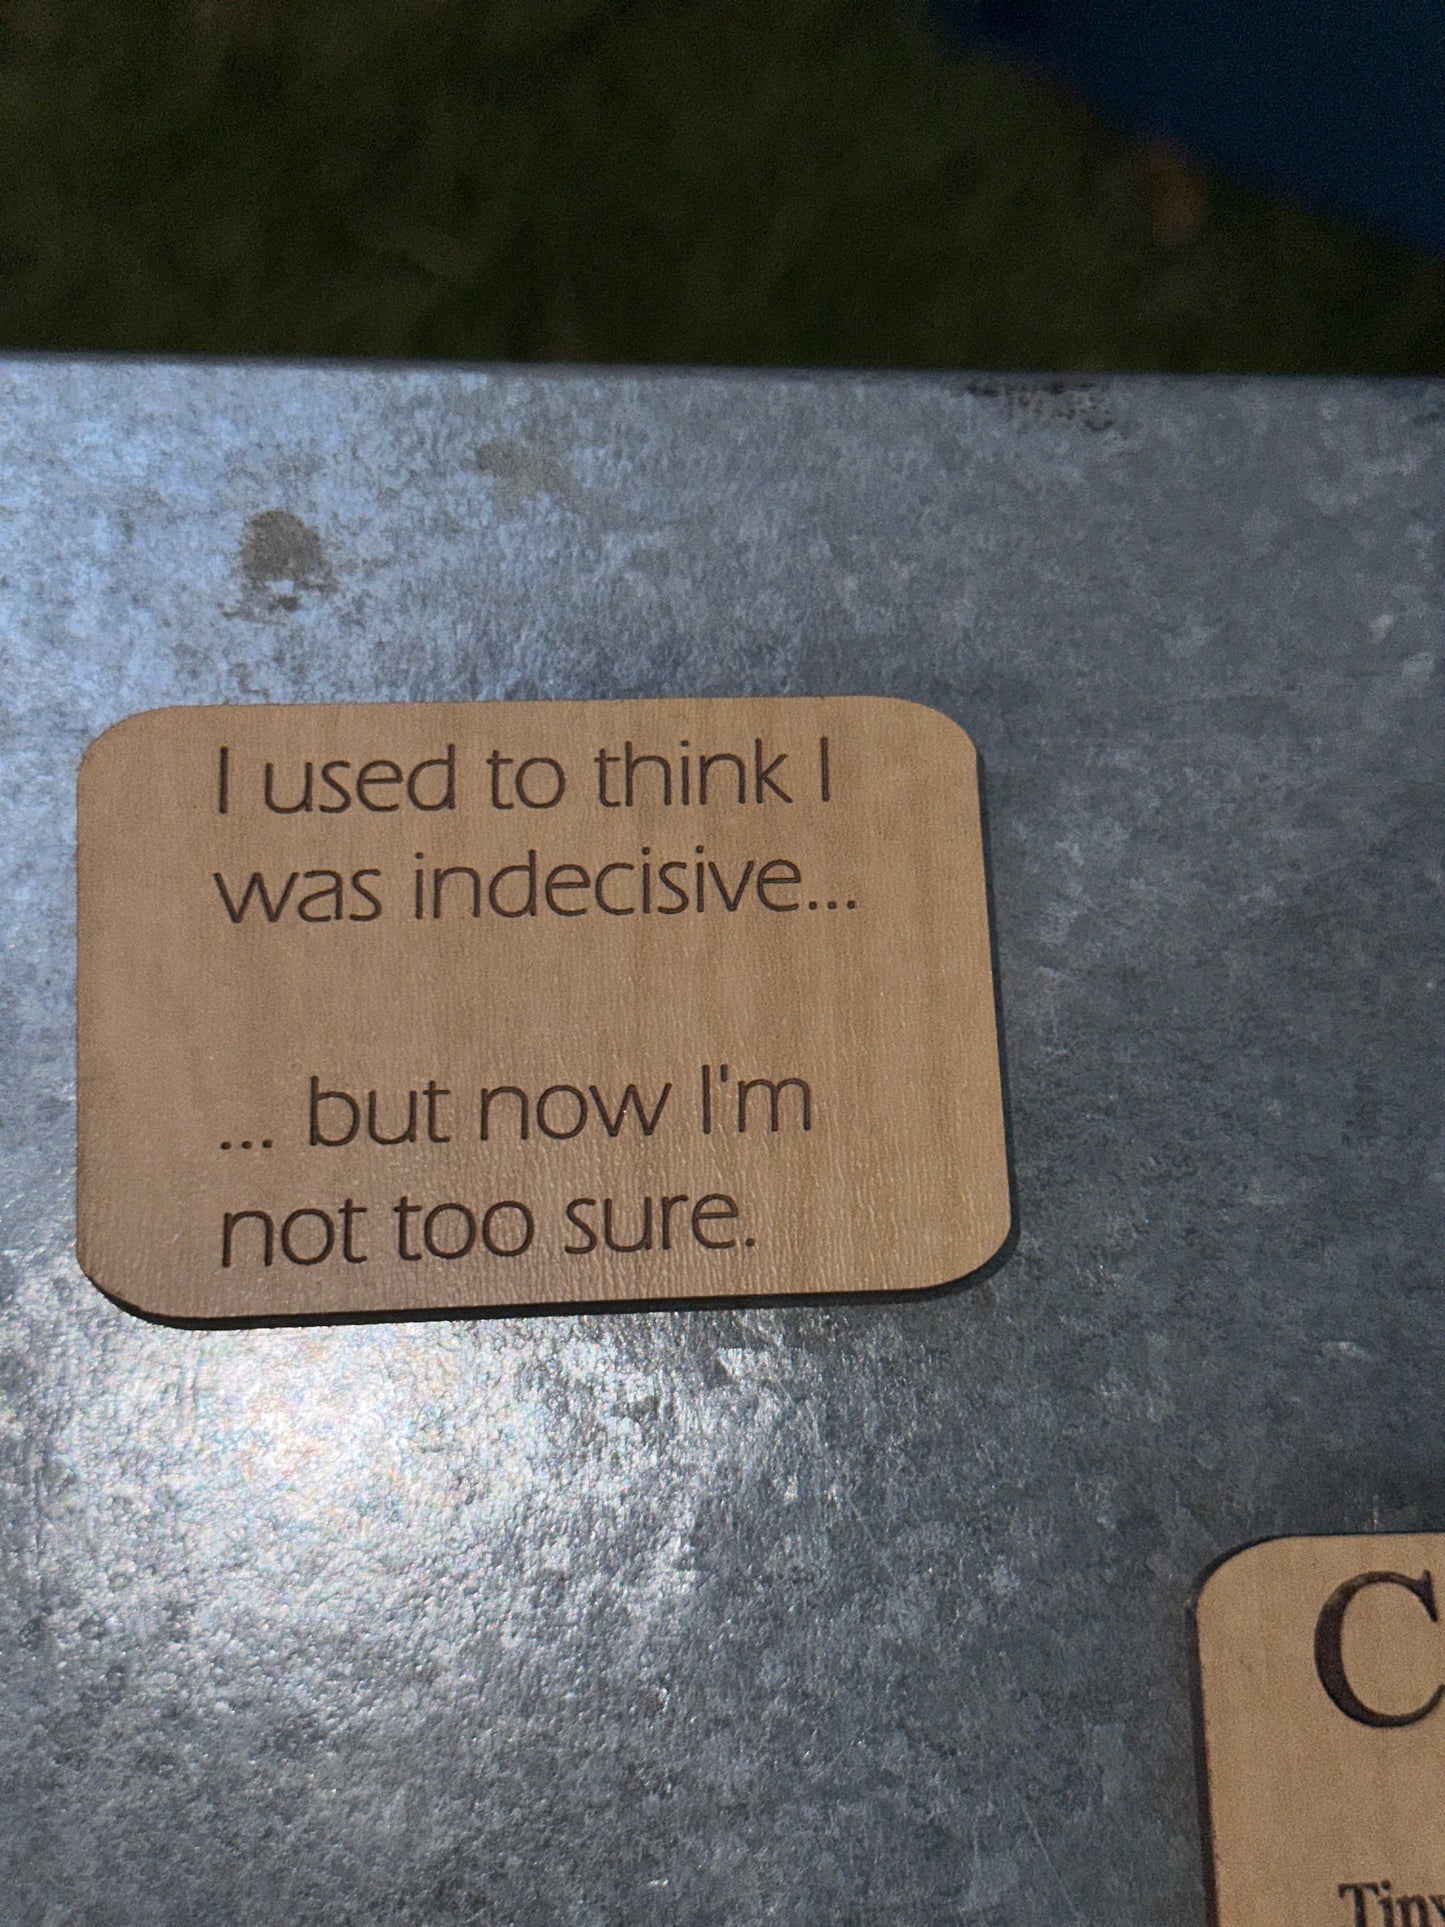 I used to think I
was indecisive...
... but now I'm
not too sure.
C